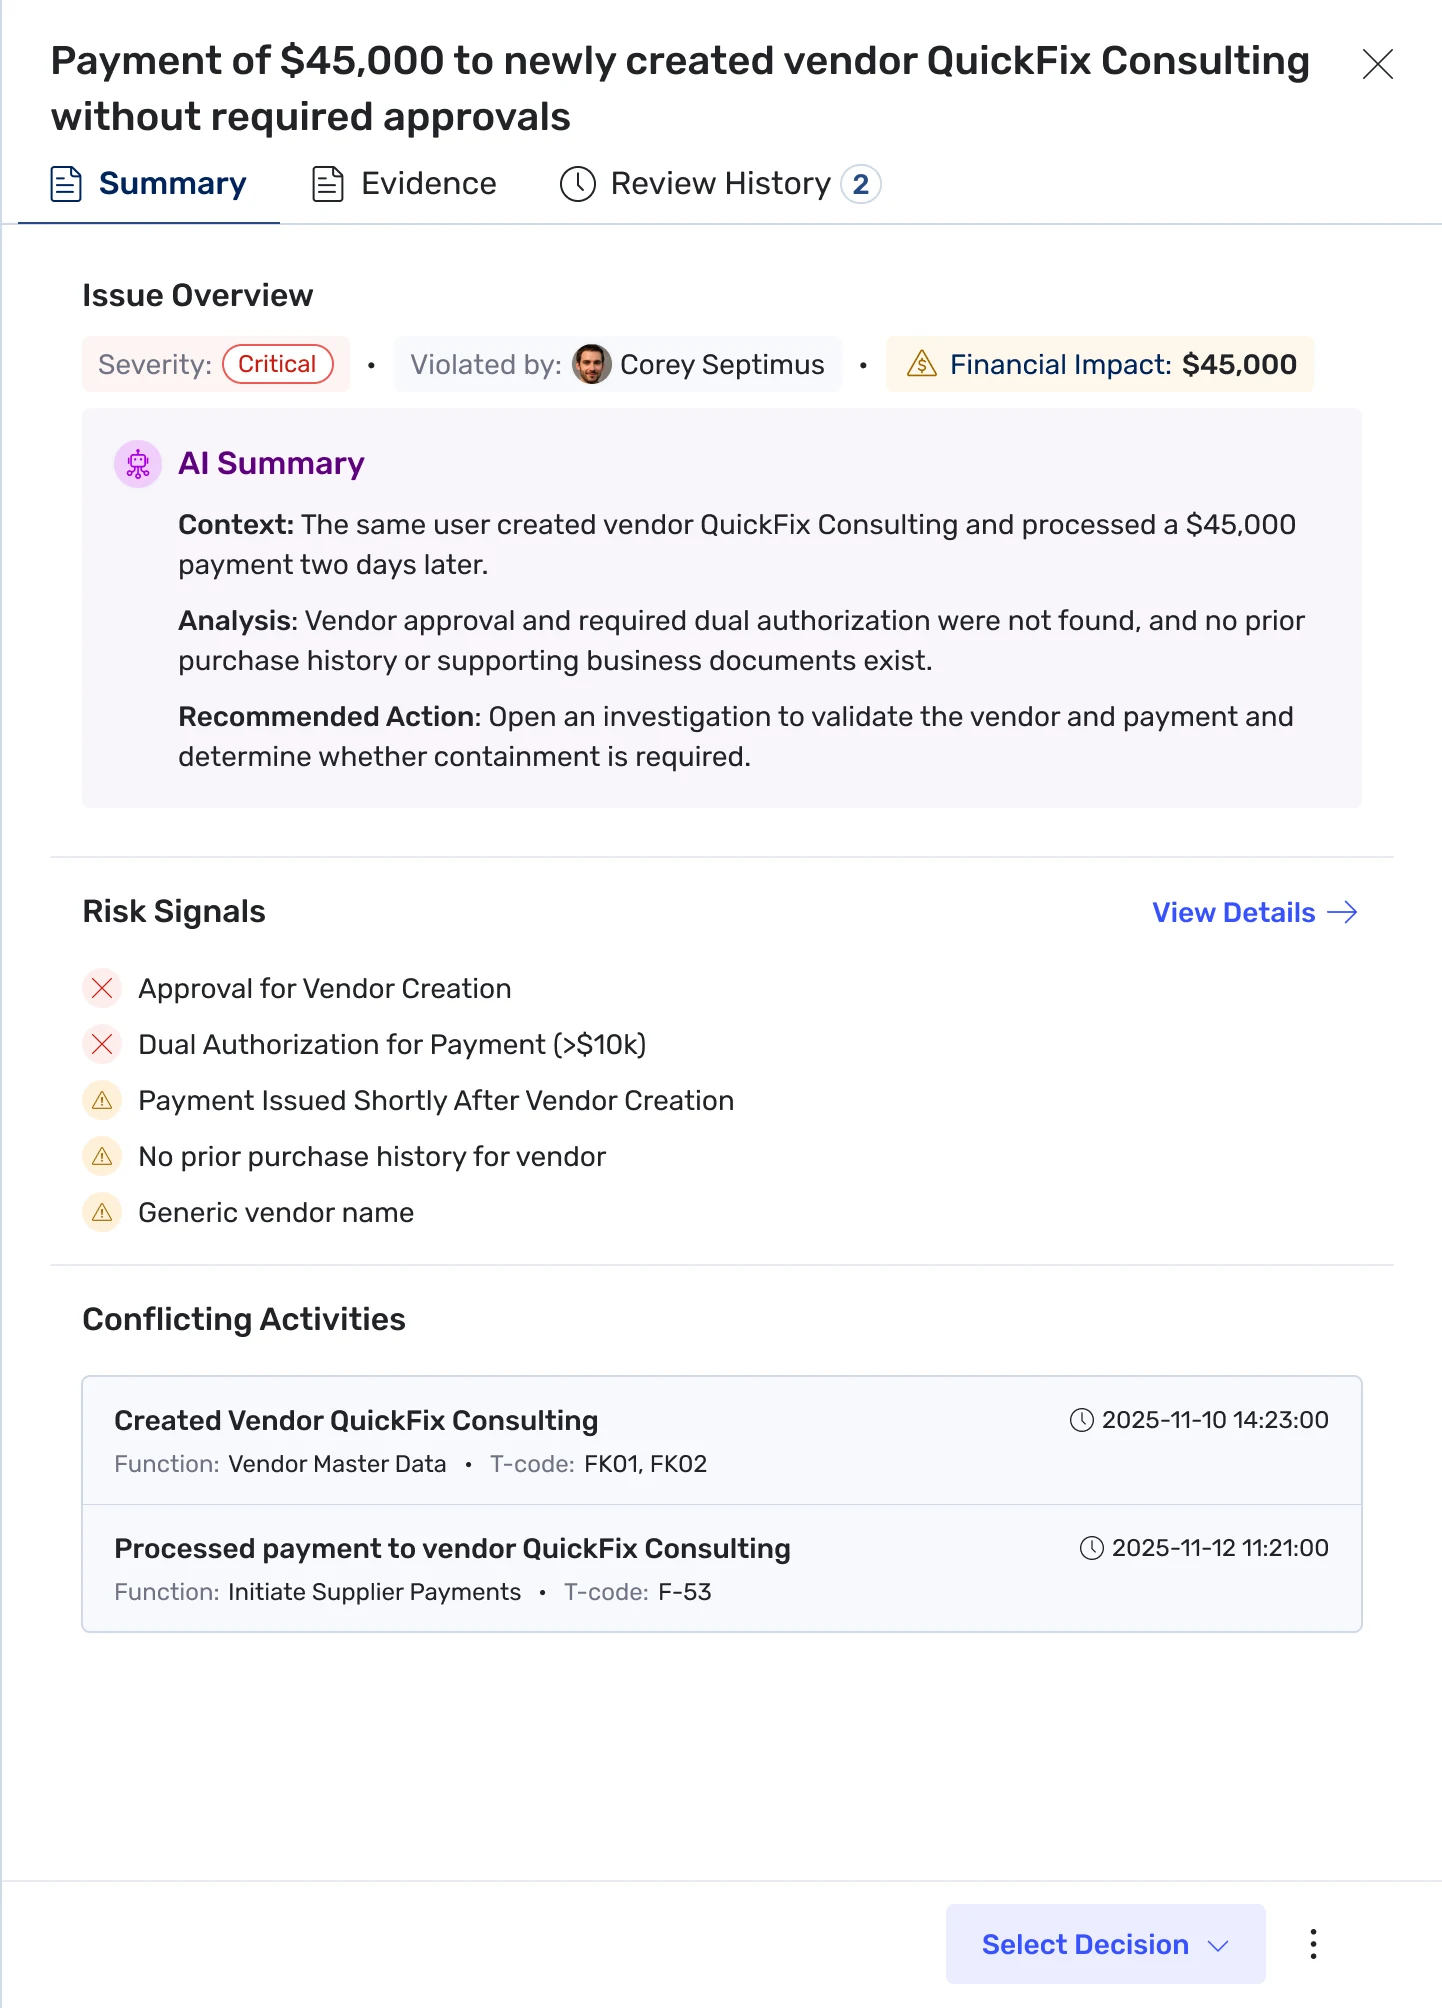 Payment of $45,000 to newly created vendor QuickFix Consulting
without required approvals
Summary
Evidence
Review History 2
Issue Overview
Severity: Critical • Violated by: Corey Septimus • Financial Impact: $45,000
AI Summary
Context: The same user created vendor QuickFix Consulting and processed a $45,000
payment two days later.
Analysis: Vendor approval and required dual authorization were not found, and no prior
purchase history or supporting business documents exist.
Recommended Action: Open an investigation to validate the vendor and payment and
determine whether containment is required.
Risk Signals
View Details
Approval for Vendor Creation
Dual Authorization for Payment (>$10k)
Payment Issued Shortly After Vendor Creation
No prior purchase history for vendor
Generic vendor name
Conflicting Activities
Created Vendor QuickFix Consulting
2025-11-10 14:23:00
Function: Vendor Master Data • T-code: FK01, FK02
Processed payment to vendor QuickFix Consulting
2025-11-12 11:21:00
Function: Initiate Supplier Payments • T-code: F-53
Select Decision